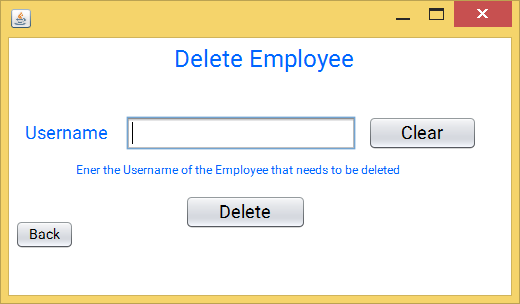 Delete Employee
Username
Clear
Ener the Username of the Employee that needs to be deleted
Delete
Back